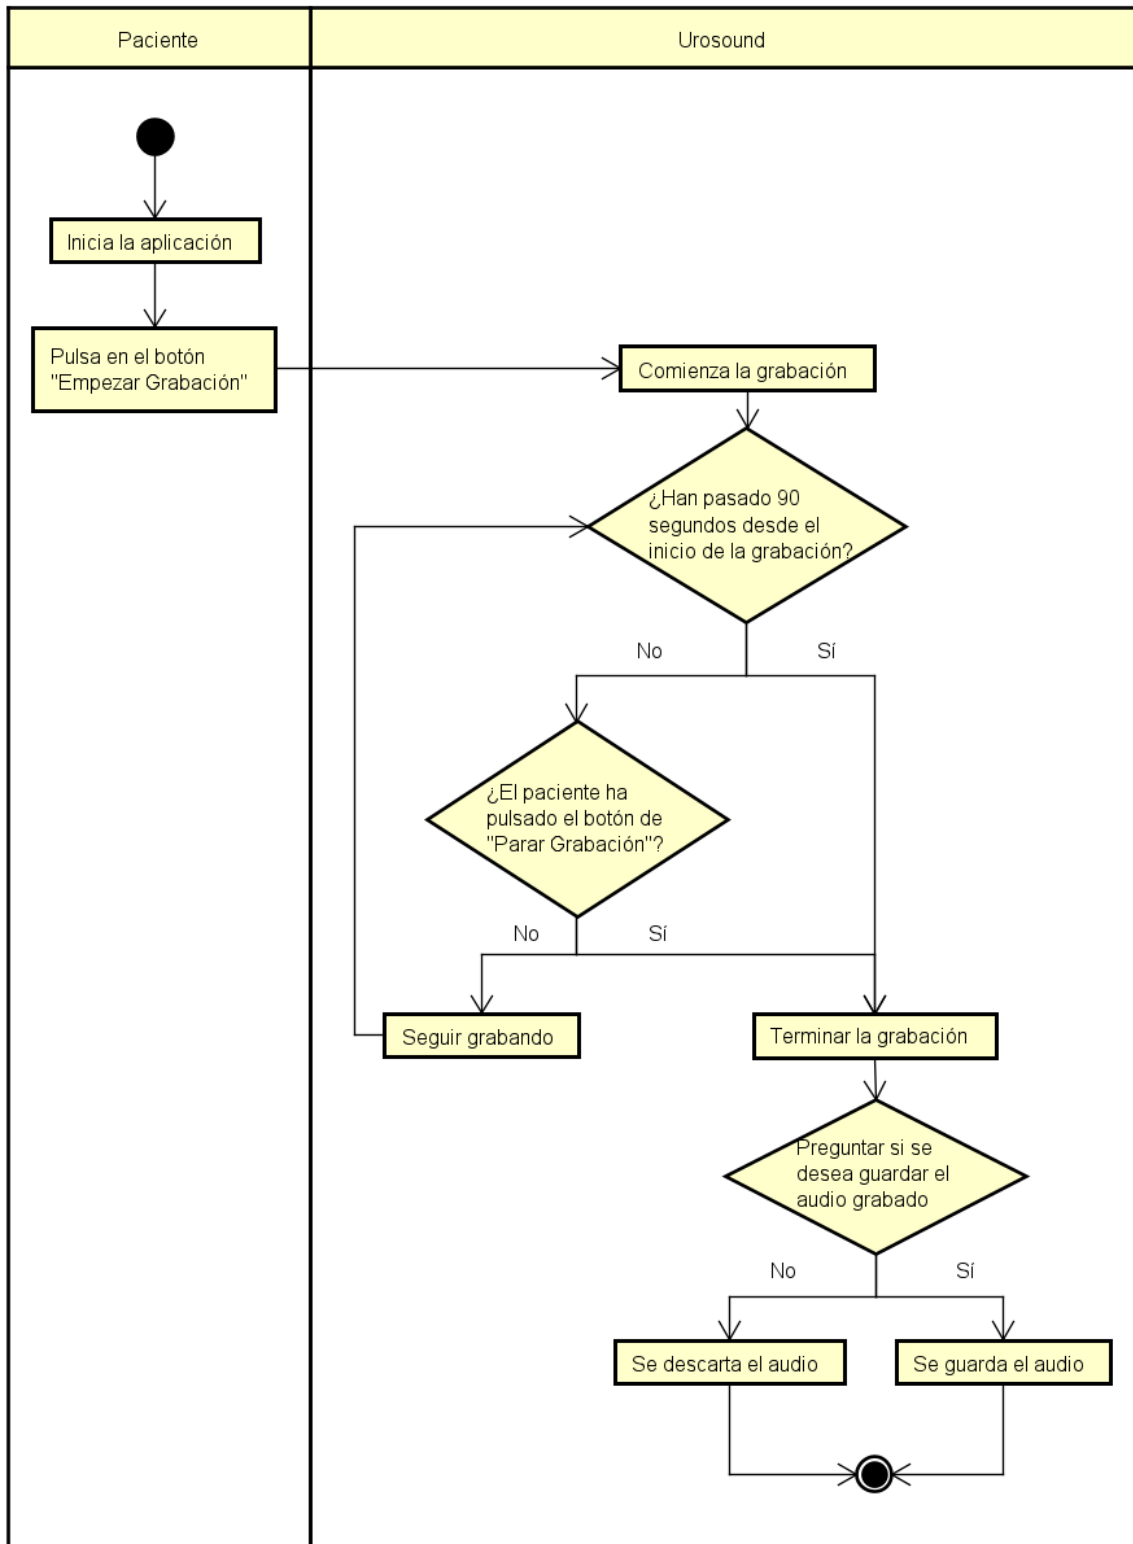 Paciente
Urosound
Inicia la aplicación
Pulsa en el botón
"Empezar Grabación"
Comienza la grabación
¿Han pasado 90
segundos desde el
inicio de la grabación?
No
Sí
¿El paciente ha
pulsado el botón de
"Parar Grabación"?
No
Sí
Seguir grabando
Terminar la grabación
Preguntar si se
desea guardar el
audio grabado
No
Sí
Se descarta el audio
Se guarda el audio